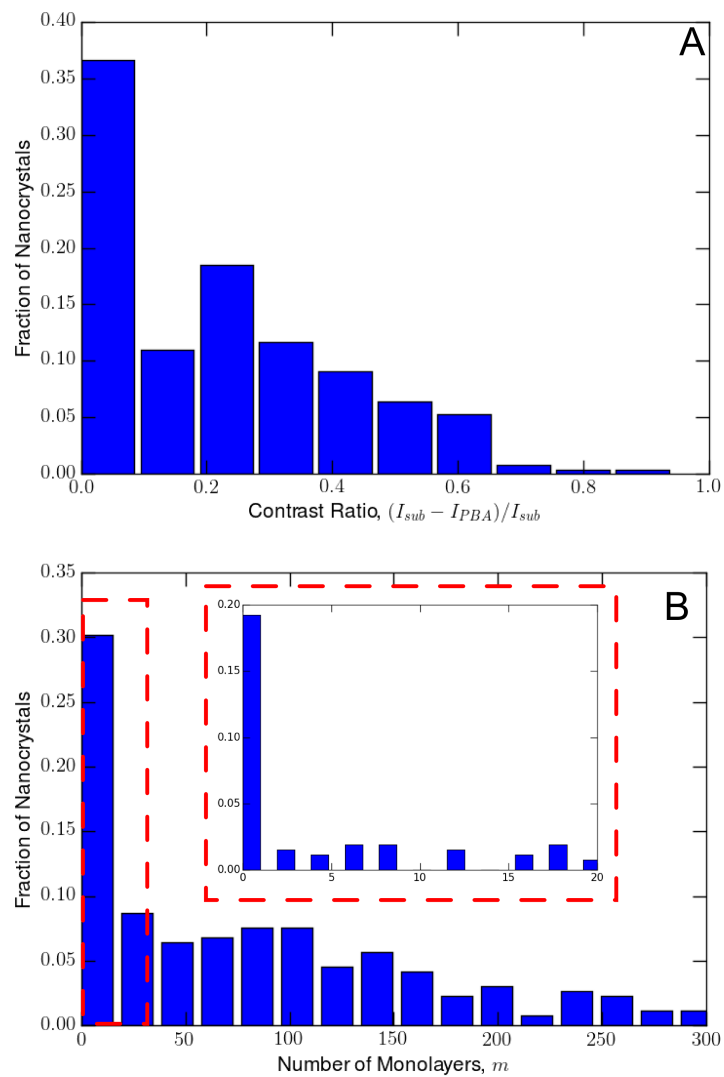 A
0.40
0.35
0.30
0.25
0.20
0.15
0.10
0.05
0.00
Fraction of Nanocrystals
0.0 0.2 0.4 0.6 0.8 1.0
Contrast Ratio, (I_sub − I_PBA)/I_sub
B
0.35
0.30
0.25
0.20
0.15
0.10
0.05
0.00
Fraction of Nanocrystals
0.20
0.15
0.10
0.05
0.00
0 5 10 15 20
0 50 100 150 200 250 300
Number of Monolayers, m